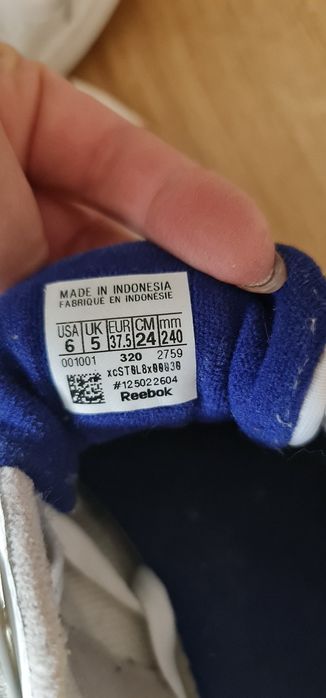 MADE IN INDONESIA
FABRIQUE EN INDONESIE
USA UK EUR CM mm
6 5 37.5 24 240
001001 320 2759
#125022604
Reebok